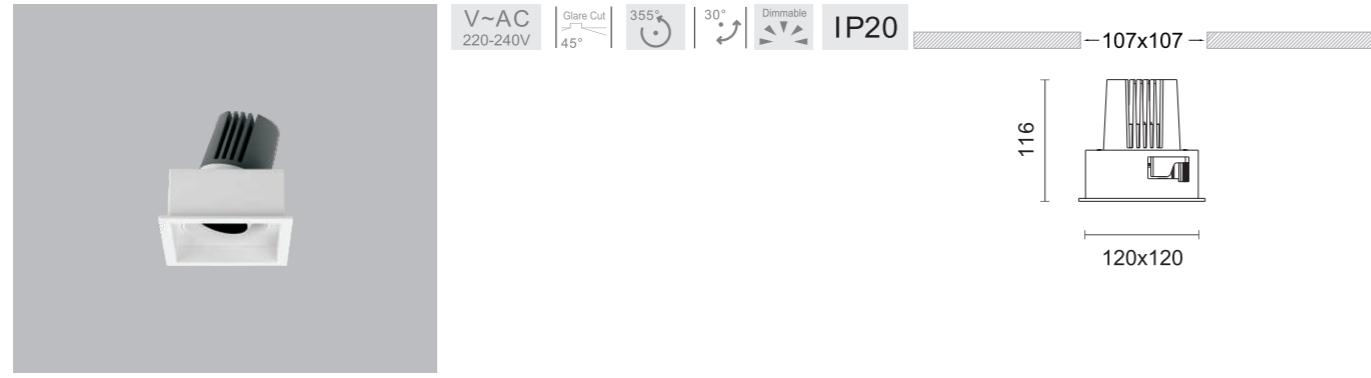 V~AC
220-240V
Glare Cut
45°
355°
30°
Dimmable
IP20
107x107
116
120x120